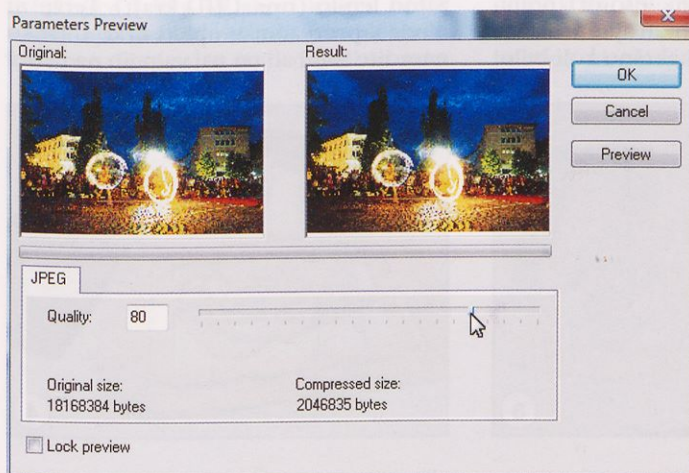 Parameters Preview
Original:
Result:
OK
Cancel
Preview
JPEG
Quality: 80
Original size:
18168384 bytes
Compressed size:
2046835 bytes
Lock preview